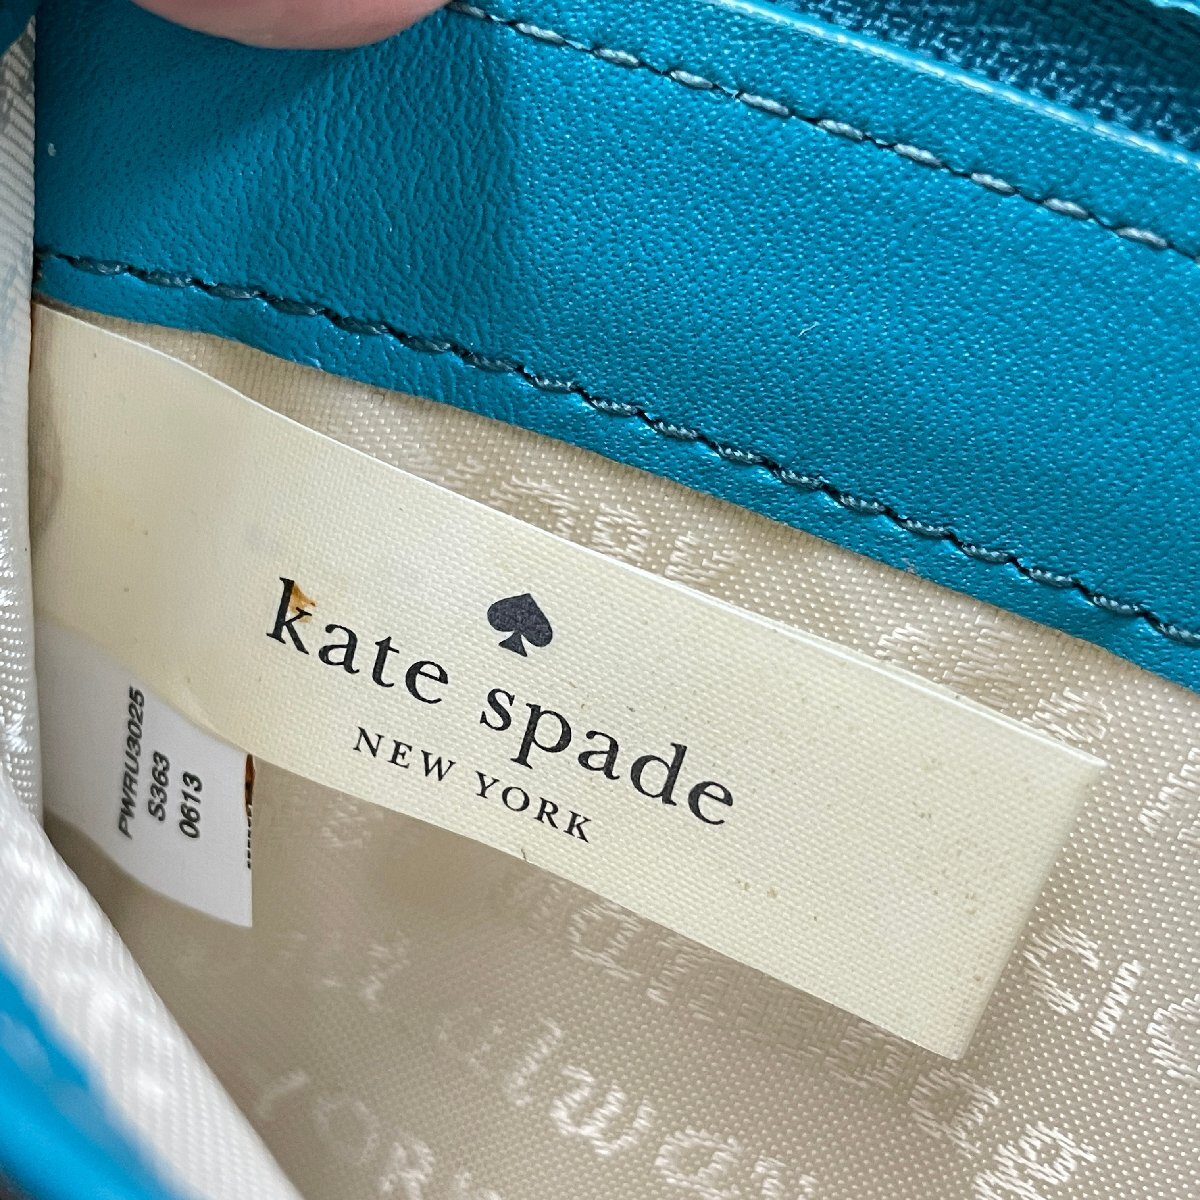 kate spade
NEW YORK
PWRU3025
S363
0613